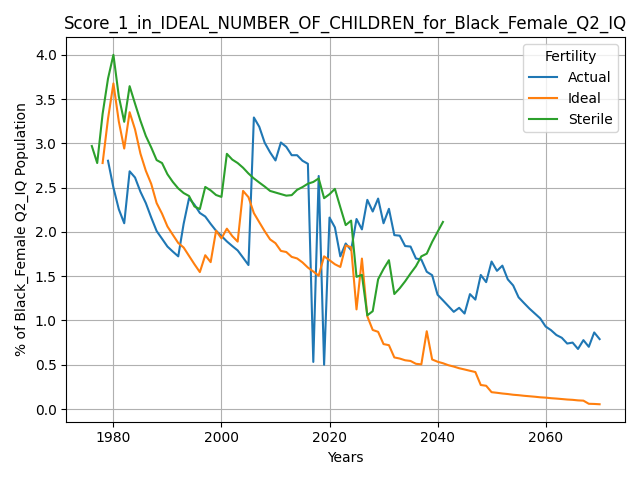 Score_1_in_IDEAL_NUMBER_OF_CHILDREN_for_Black_Female_Q2_IQ
Fertility
Actual
Ideal
Sterile
4.0
3.5
3.0
2.5
2.0
1.5
1.0
0.5
0.0
% of Black_Female Q2_IQ Population
1980
2000
2020
2040
2060
Years